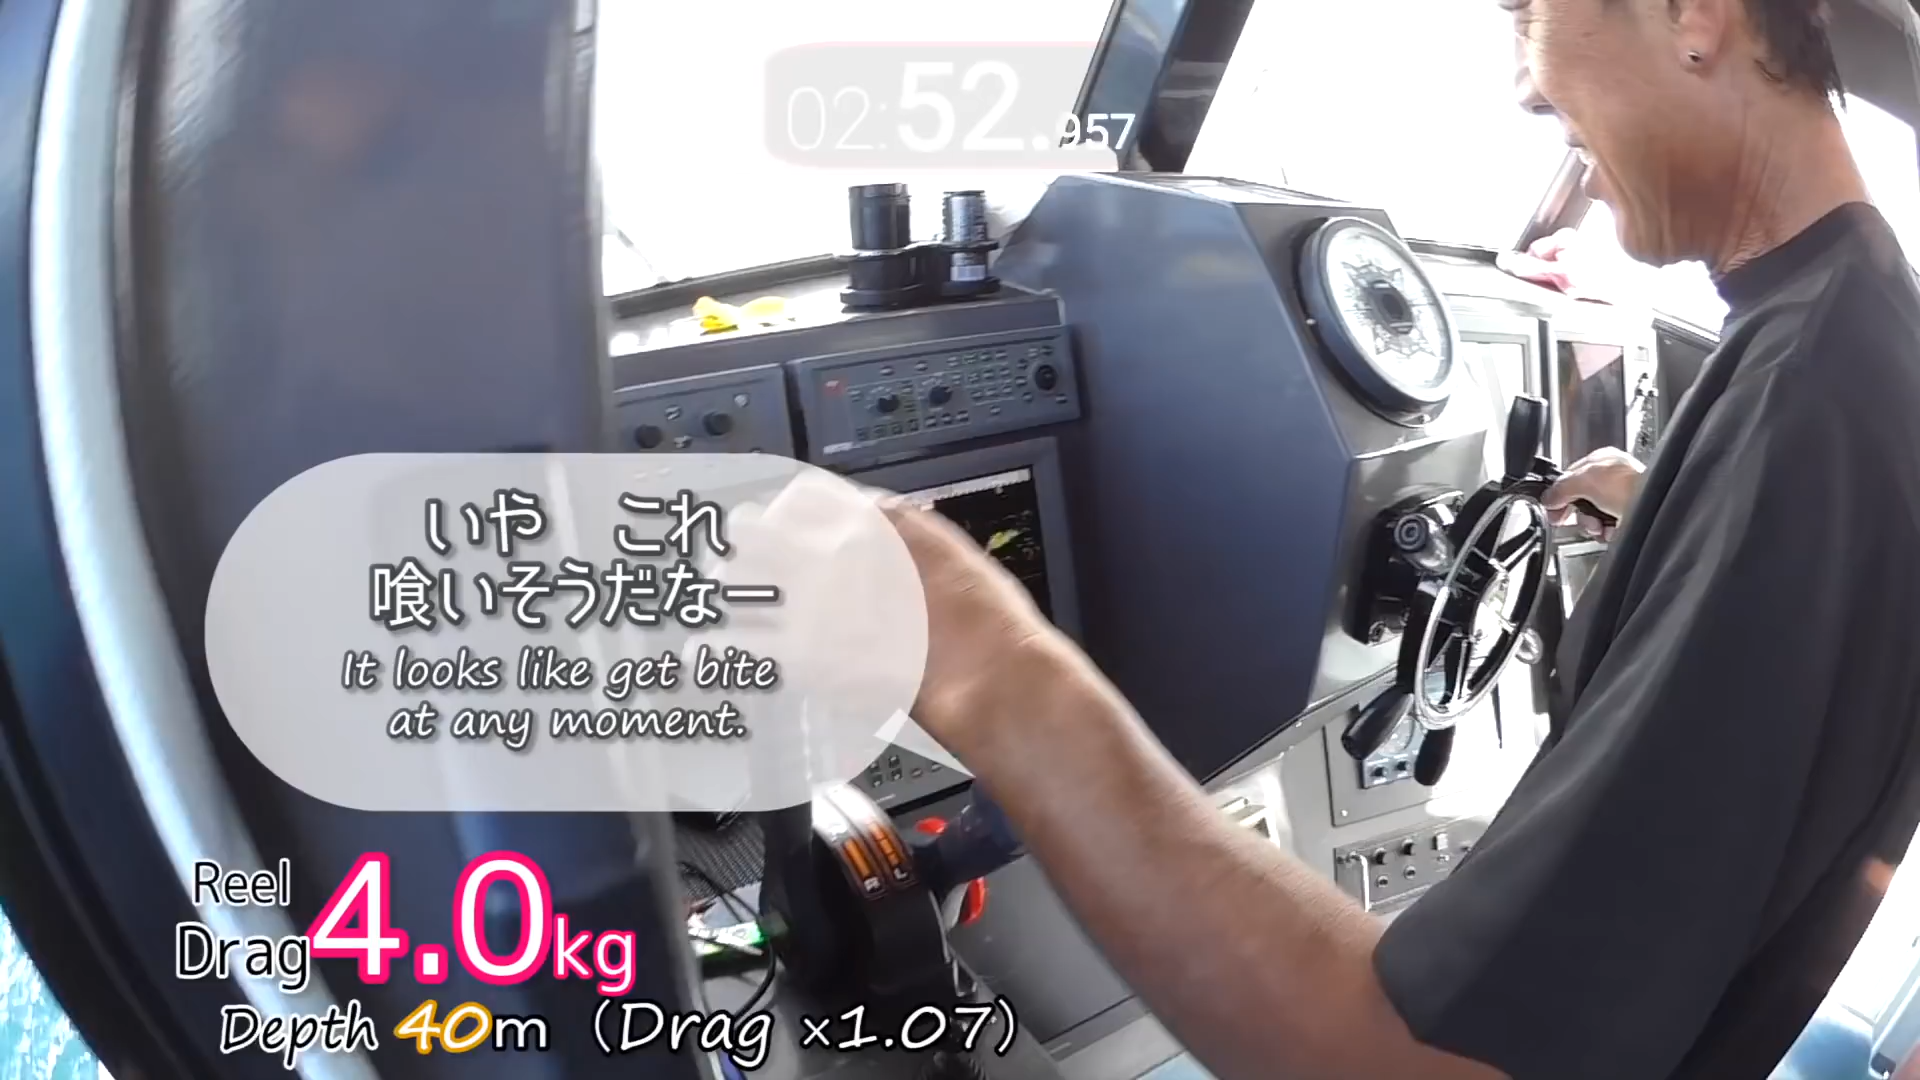 02:52.957
いや これ
喰いそうだなー
It looks like get bite
at any moment.
R L
Reel
Drag 4.0kg
Depth 40m (Drag ×1.07)